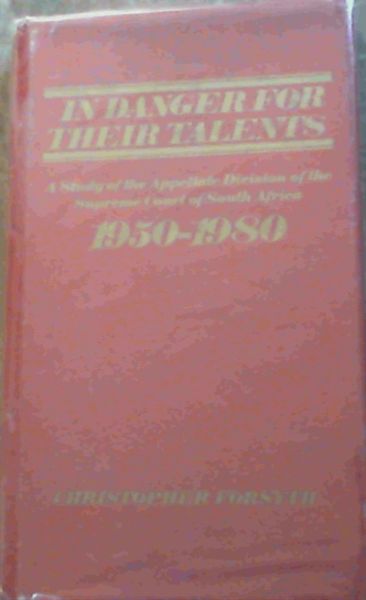 IN DANGER FOR
THEIR TALENTS
A Study of the Appellate Division of the
Supreme Court of South Africa
1950-1980
CHRISTOPHER FORSYTH